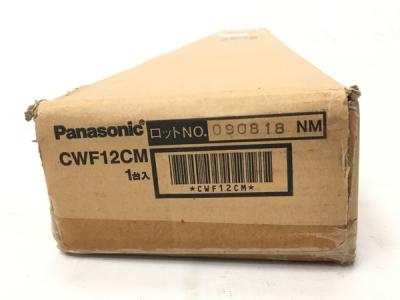 Panasonic ロットNO. 090818 NM
CWF12CM
1台入
*CWF12CM*